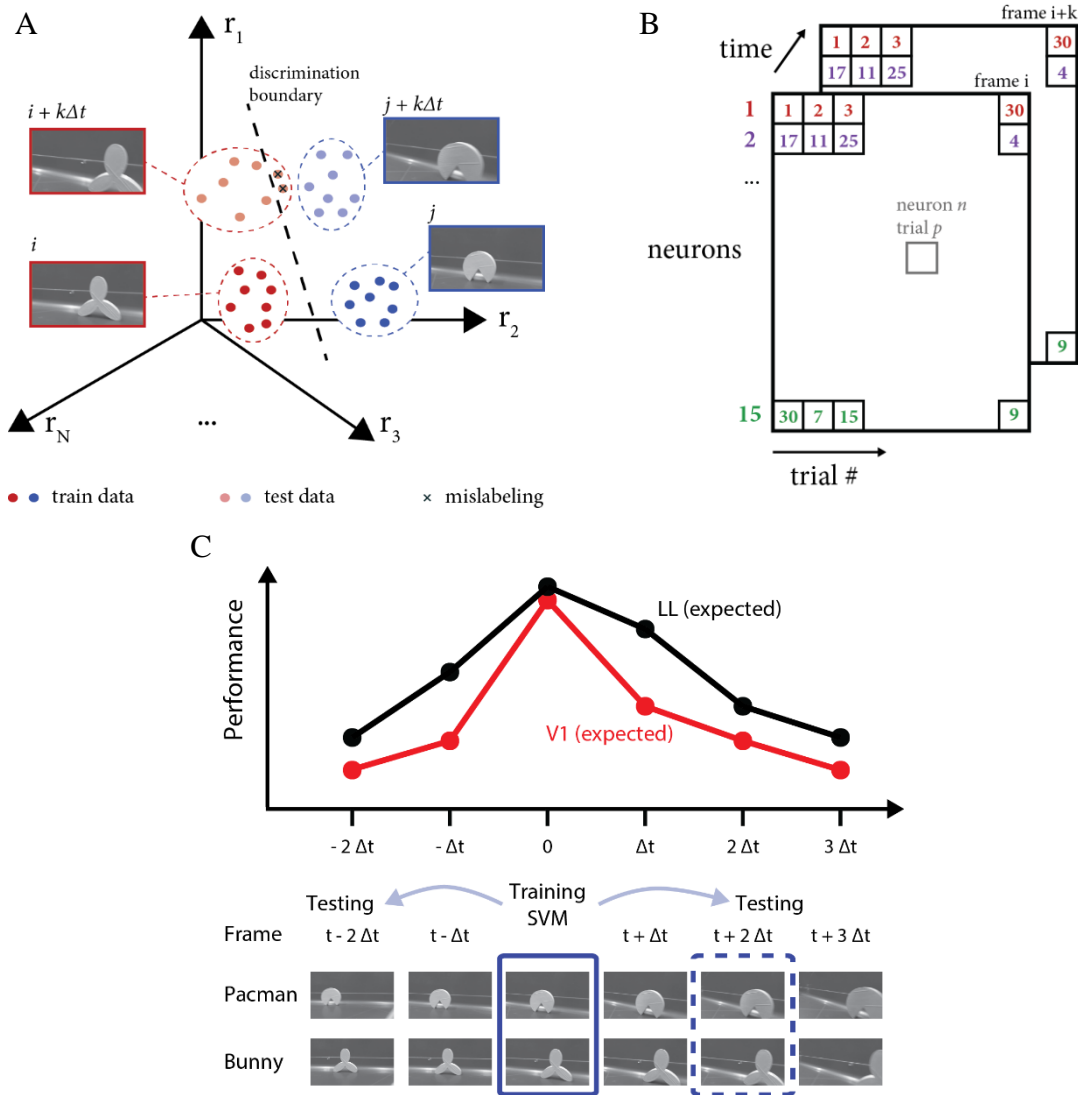 A
r1
discrimination
boundary
i + kΔt
j + kΔt
i
j
r2
r3
...
rN
train data
test data
× mislabeling
B
time
frame i+k
1 2 3 30
17 11 25 4
frame i
1 1 2 3 30
2 17 11 25 4
...
neuron n
trial p
neurons
9
15 30 7 15 9
trial #
C
Performance
LL (expected)
V1 (expected)
- 2 Δt
- Δt
0
Δt
2 Δt
3 Δt
Testing
Training
SVM
Testing
Frame
t - 2 Δt
t - Δt
t + Δt
t + 2 Δt
t + 3 Δt
Pacman
Bunny